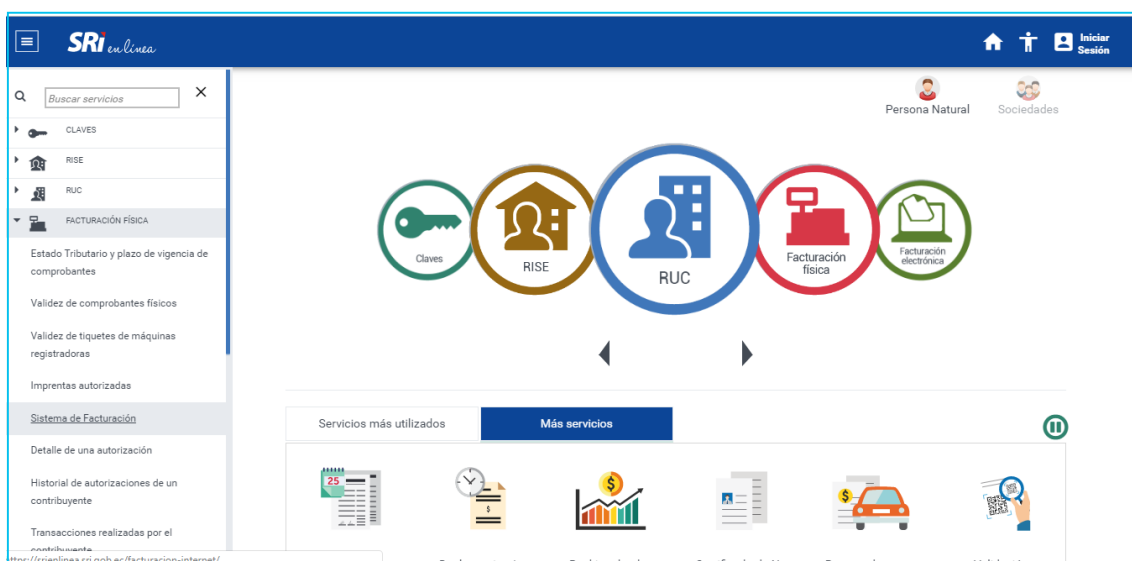 SRi en línea
Iniciar
Sesión
Buscar servicios
CLAVES
RISE
RUC
FACTURACIÓN FÍSICA
Estado Tributario y plazo de vigencia de
comprobantes
Validez de comprobantes físicos
Validez de tiquetes de máquinas
registradoras
Imprentas autorizadas
Sistema de Facturación
Detalle de una autorización
Historial de autorizaciones de un
contribuyente
Transacciones realizadas por el
contribuyente
Persona Natural
Sociedades
Claves
RISE
RUC
Facturación
física
Facturación
electrónica
Servicios más utilizados
Más servicios
25
$
$
$